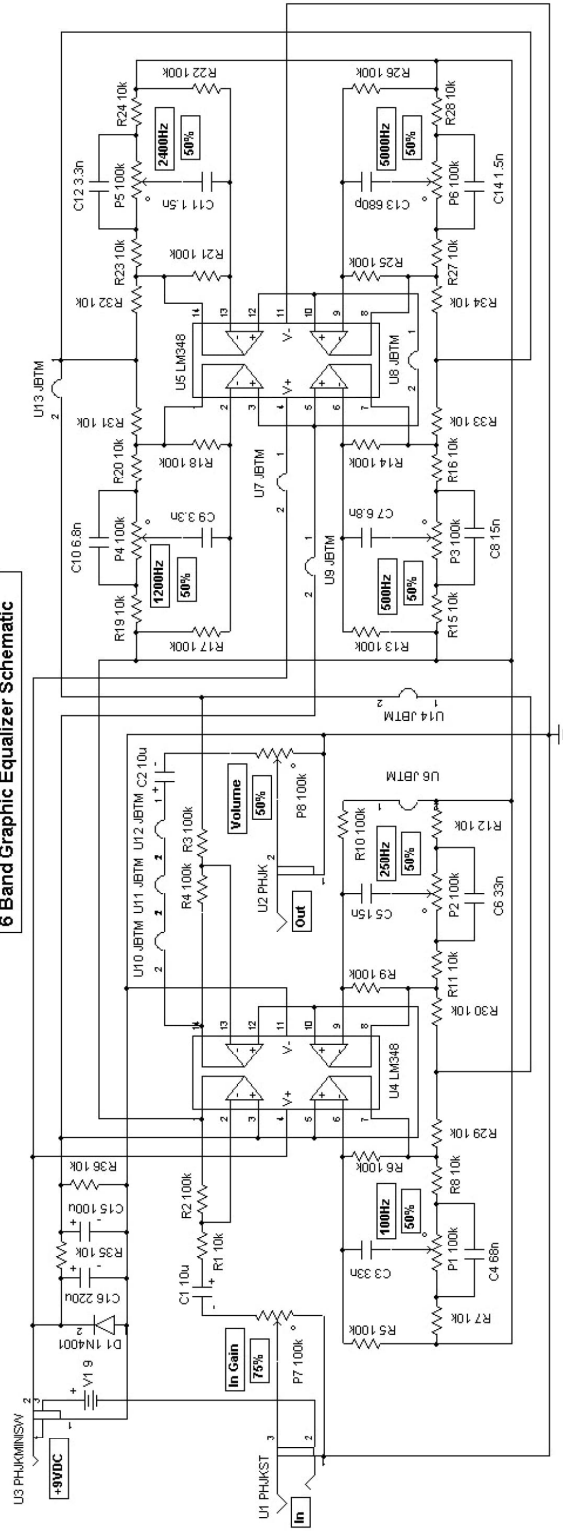 6 Band Graphic Equalizer Schematic
U3 PHJKMINISW
+9VDC
V1 9
D1 1N4001
C16 220u
R35 10k
C15 100u
R36 10k
U1 PHJKST
In
In Gain
75%
P7 100k
C1 10u
R1 10k
R2 100k
U4 LM348
V+
V-
U10 JBTM
U11 JBTM
U12 JBTM
C2 10u
R4 100k
R3 100k
Volume
50%
P8 100k
U2 PHJK
Out
R5 100k
C3 33n
100Hz
50%
R6 100k
R7 10k
P1 100k
C4 68n
R8 10k
R29 10k
R30 10k
R9 100k
C5 15n
250Hz
50%
R10 100k
R11 10k
P2 100k
C6 33n
R12 10k
U6 JBTM
U14 JBTM
U13 JBTM
R19 10k
C10 6.8n
P4 100k
R20 10k
R31 10k
1200Hz
50%
C9 3.3n
R17 100k
R18 100k
U7 JBTM
U9 JBTM
U5 LM348
V+
V-
U8 JBTM
R32 10k
R23 10k
C12 3.3n
P5 100k
R24 10k
2400Hz
50%
C11 1.5n
R21 100k
R22 100k
R13 100k
C7 6.8n
500Hz
50%
R14 100k
R15 10k
P3 100k
C8 15n
R16 10k
R33 10k
R34 10k
R25 100k
C13 680p
5000Hz
50%
R26 100k
R27 10k
P6 100k
C14 1.5n
R28 10k